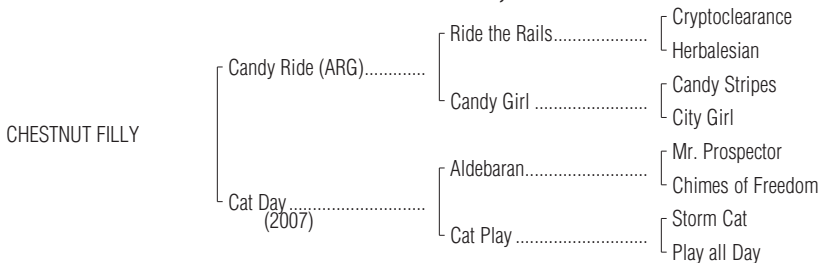 Cryptoclearance
Ride the Rails....................
Herbalesian
Candy Ride (ARG).............
Candy Stripes
Candy Girl ........................
City Girl
CHESTNUT FILLY
Mr. Prospector
Aldebaran..........................
Chimes of Freedom
Cat Day .............................
(2007)
Storm Cat
Cat Play ............................
Play all Day